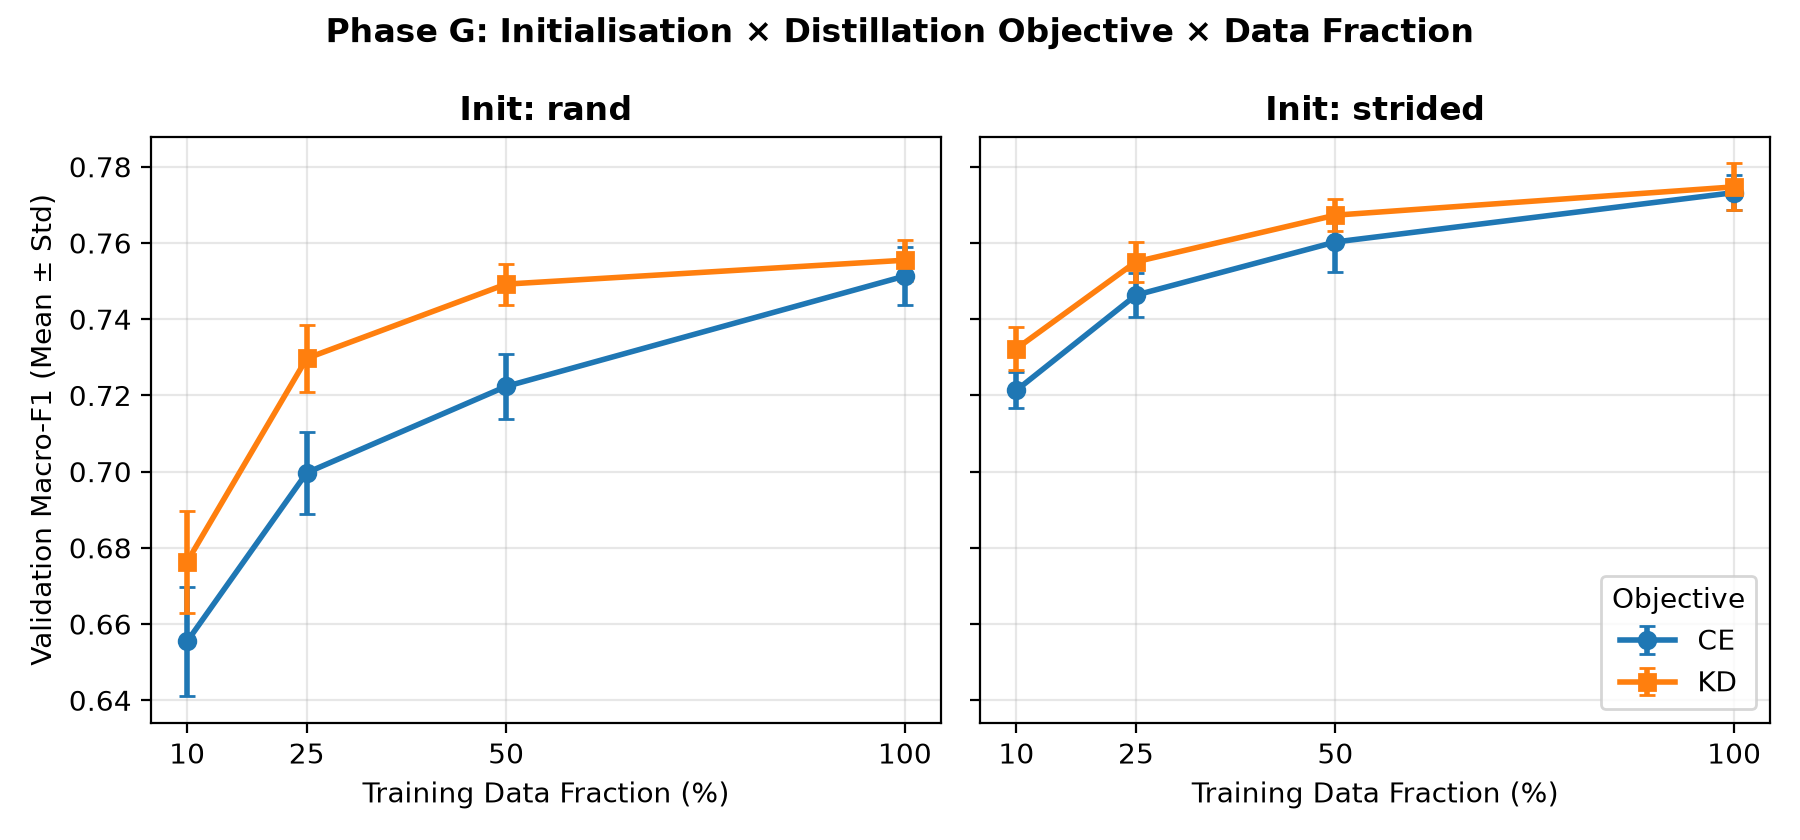 Phase G: Initialisation × Distillation Objective × Data Fraction
Init: rand
Init: strided
Validation Macro-F1 (Mean ± Std)
0.78
0.76
0.74
0.72
0.70
0.68
0.66
0.64
10 25 50 100
10 25 50 100
Training Data Fraction (%)
Training Data Fraction (%)
Objective
CE
KD